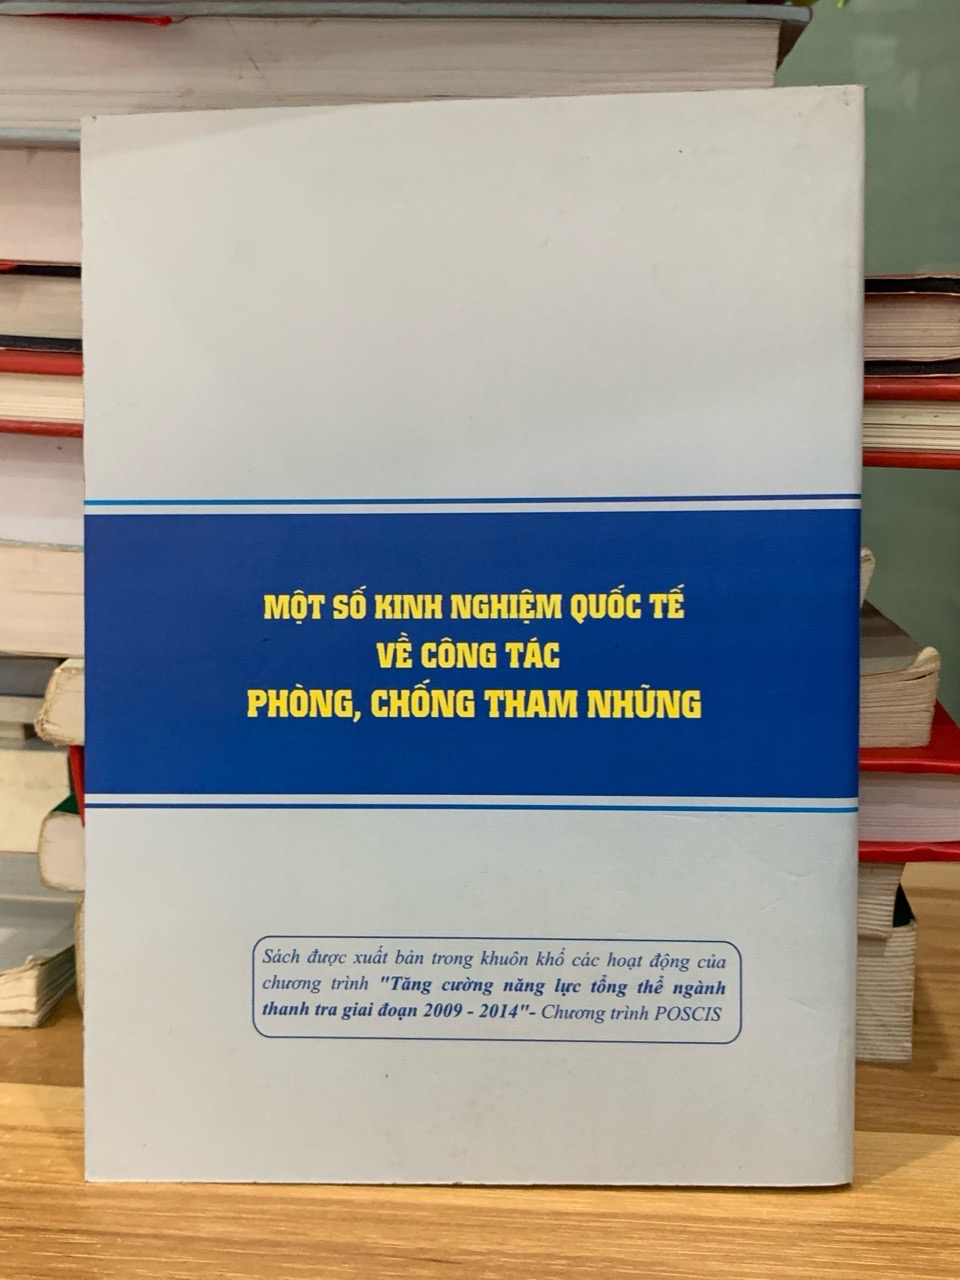 MỘT SỐ KINH NGHIỆM QUỐC TẾ
VỀ CÔNG TÁC
PHÒNG, CHỐNG THAM NHŨNG
Sách được xuất bản trong khuôn khổ các hoạt động của
chương trình "Tăng cường năng lực tổng thể ngành
thanh tra giai đoạn 2009 - 2014"- Chương trình POSCIS